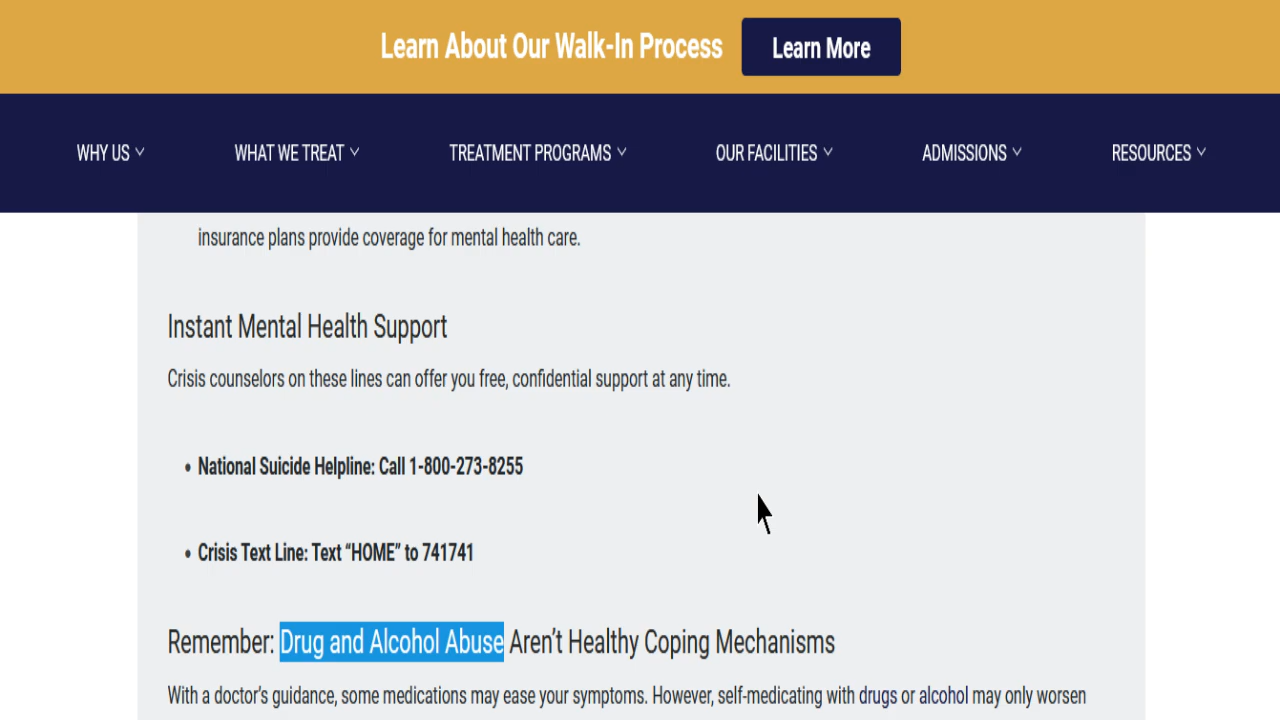 Learn About Our Walk-In Process Learn More
WHY US WHAT WE TREAT TREATMENT PROGRAMS OUR FACILITIES ADMISSIONS RESOURCES
insurance plans provide coverage for mental health care.
Instant Mental Health Support
Crisis counselors on these lines can offer you free, confidential support at any time.
• National Suicide Helpline: Call 1-800-273-8255
• Crisis Text Line: Text “HOME” to 741741
Remember: Drug and Alcohol Abuse Aren’t Healthy Coping Mechanisms
With a doctor's guidance, some medications may ease your symptoms. However, self-medicating with drugs or alcohol may only worsen